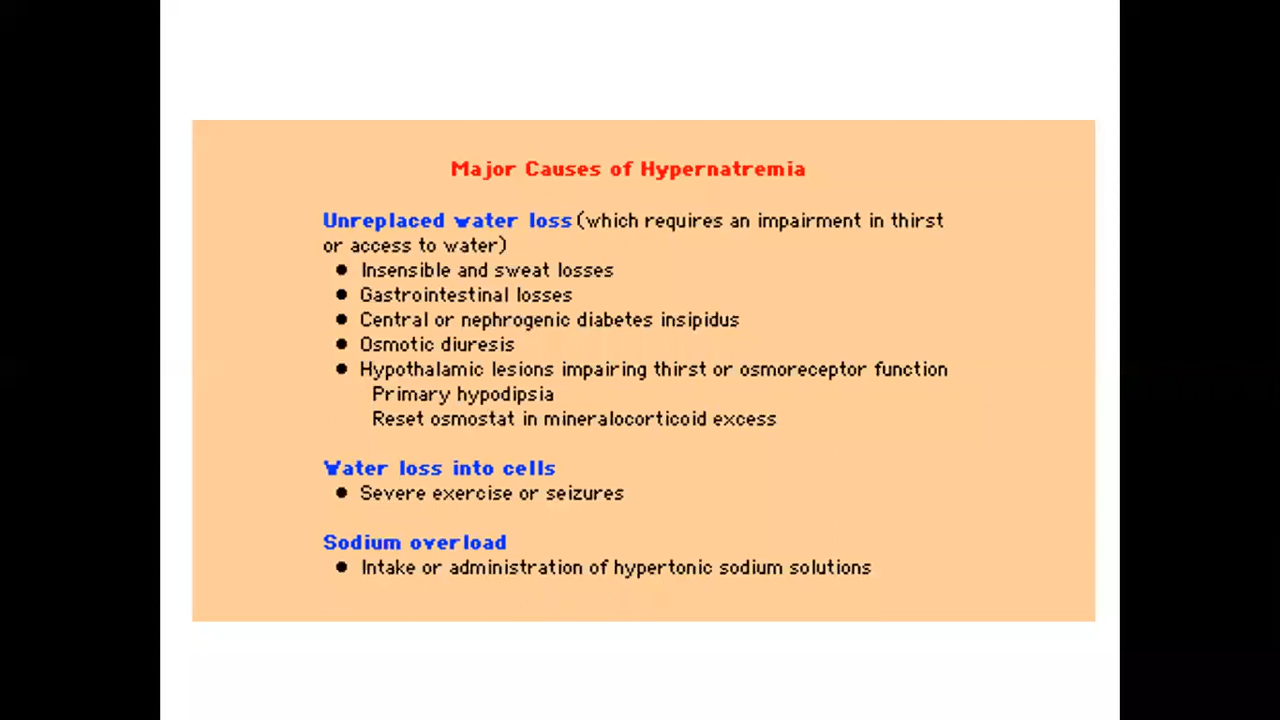 Major Causes of Hypernatremia
Unreplaced water loss (which requires an impairment in thirst
or access to water)
● Insensible and sweat losses
● Gastrointestinal losses
● Central or nephrogenic diabetes insipidus
● Osmotic diuresis
● Hypothalamic lesions impairing thirst or osmoreceptor function
Primary hypodipsia
Reset osmostat in mineralocorticoid excess
Water loss into cells
● Severe exercise or seizures
Sodium overload
● Intake or administration of hypertonic sodium solutions